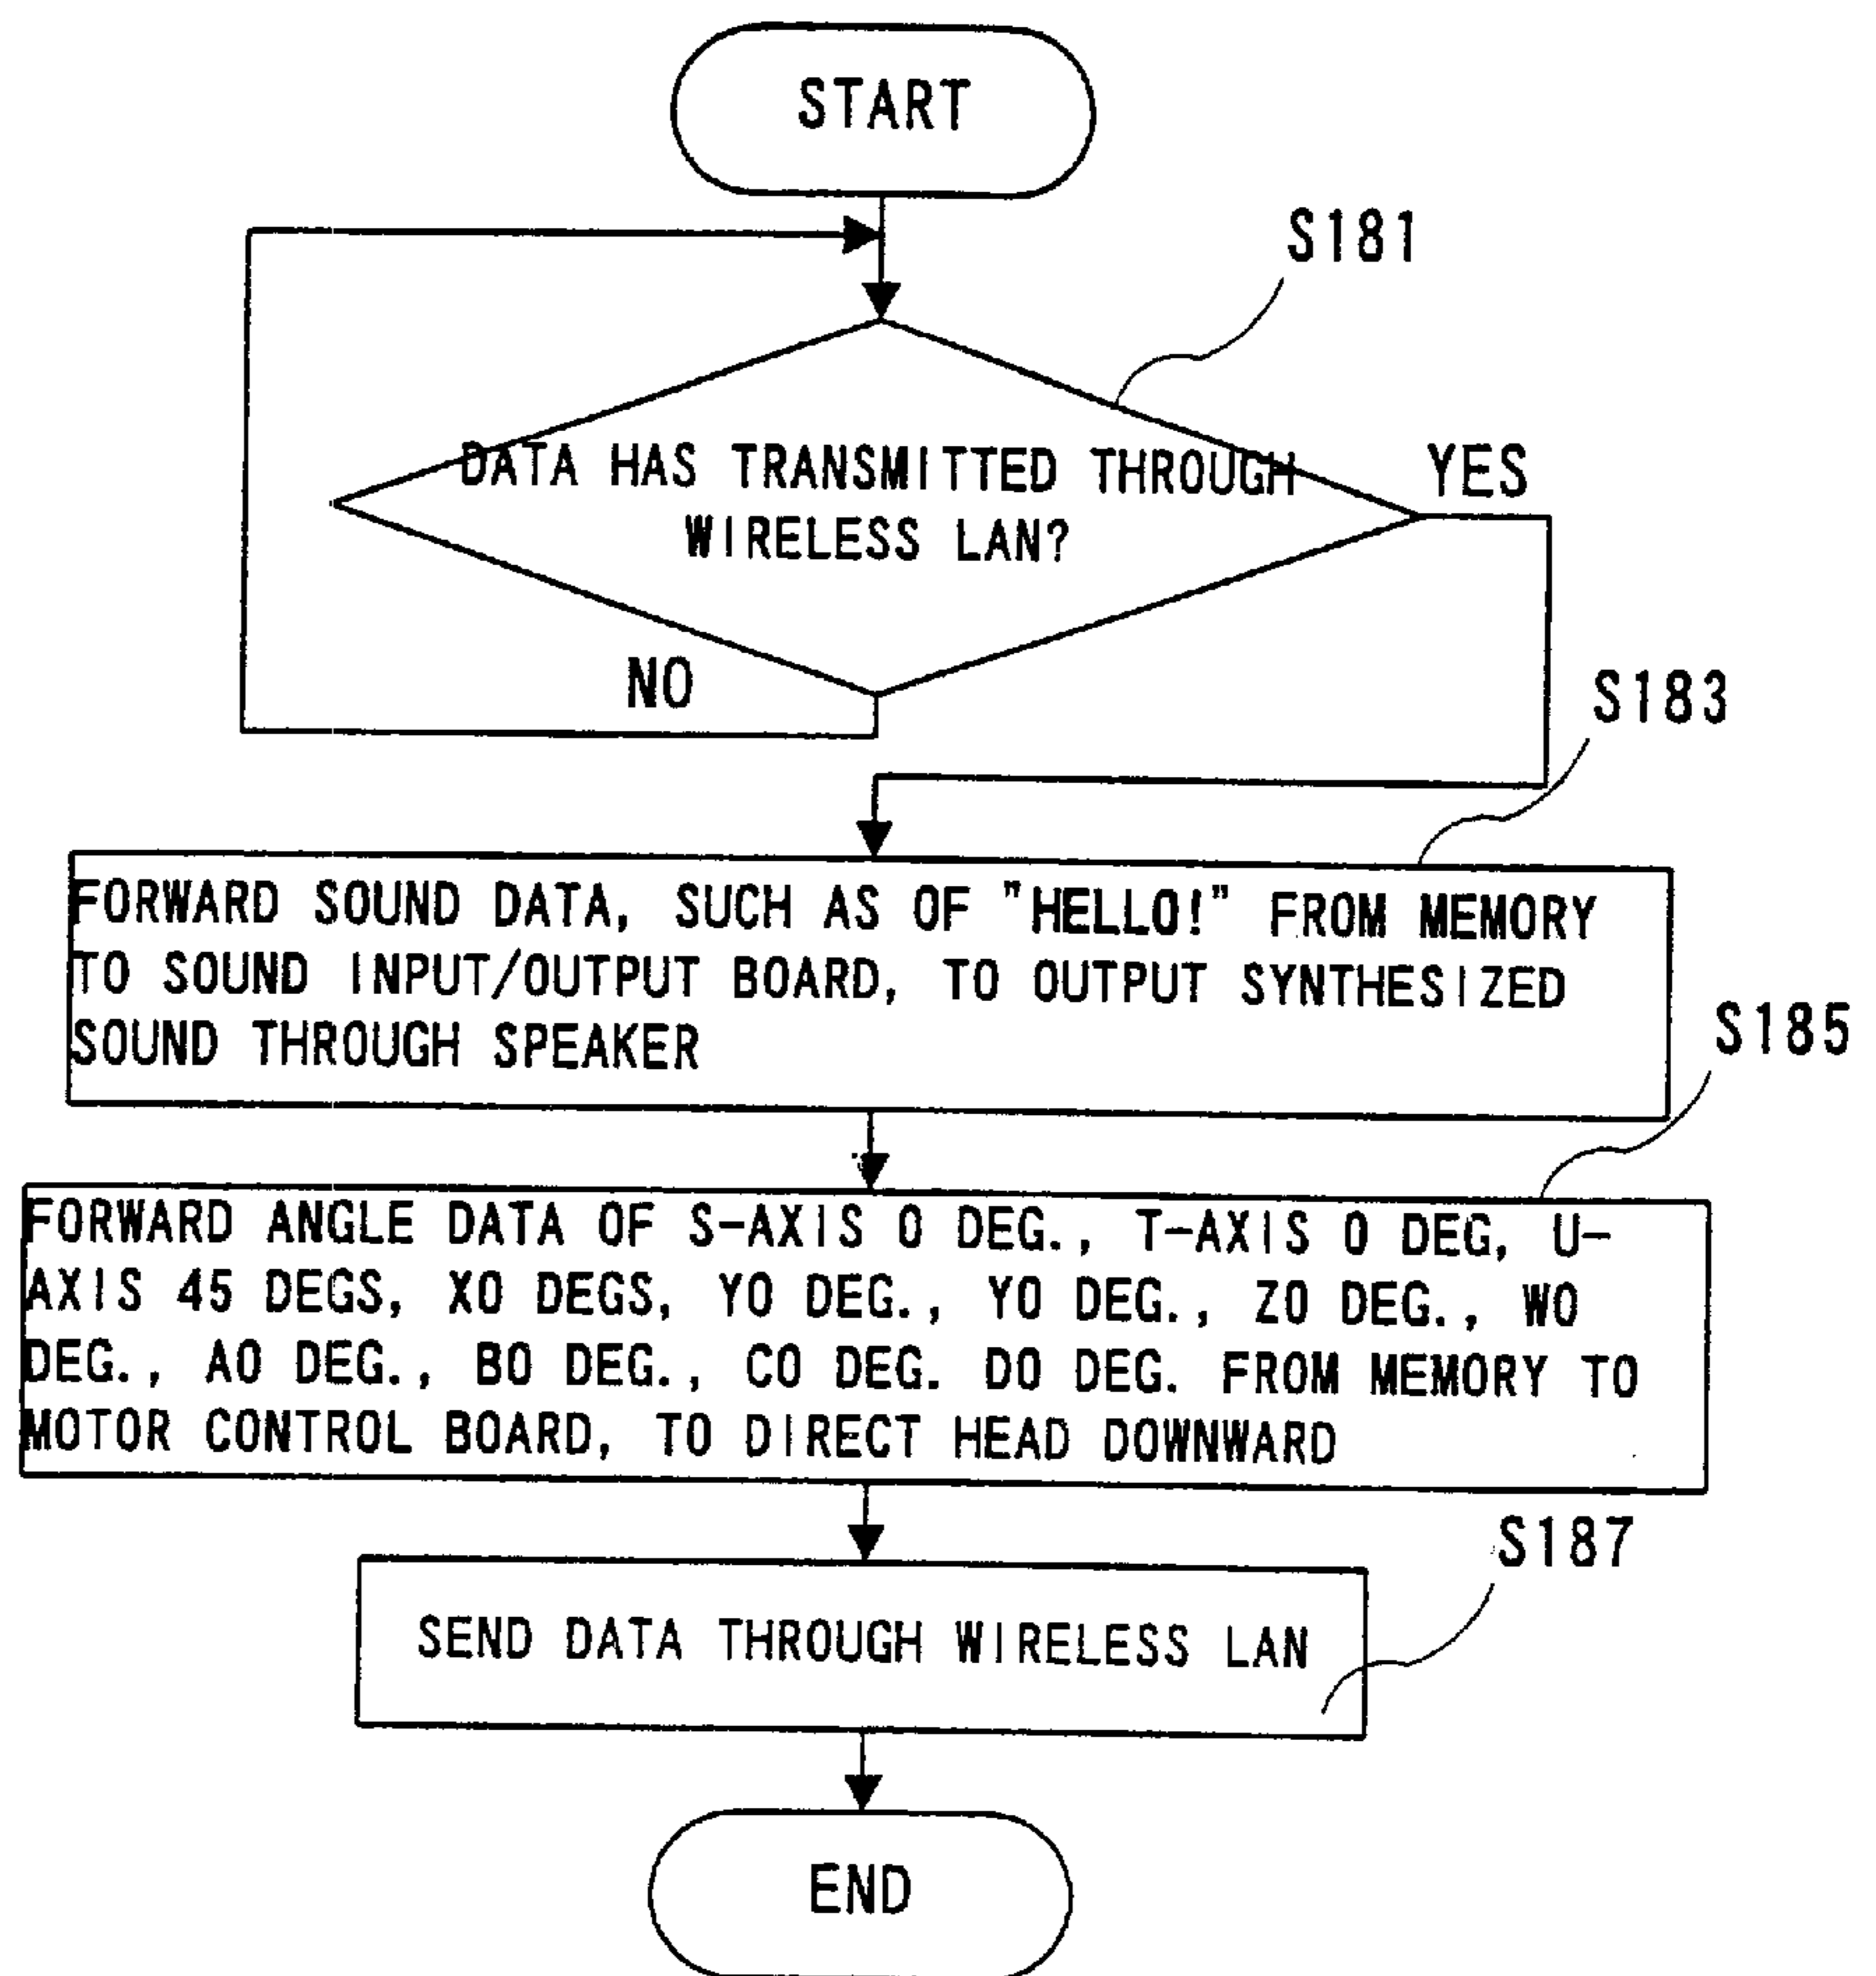 START
S181
DATA HAS TRANSMITTED THROUGH
WIRELESS LAN?
YES
NO
S183
FORWARD SOUND DATA, SUCH AS OF "HELLO!" FROM MEMORY
TO SOUND INPUT/OUTPUT BOARD, TO OUTPUT SYNTHESIZED
SOUND THROUGH SPEAKER
S185
FORWARD ANGLE DATA OF S-AXIS 0 DEG., T-AXIS 0 DEG, U-
AXIS 45 DEGS, X0 DEGS, Y0 DEG., Y0 DEG., Z0 DEG., W0
DEG., A0 DEG., B0 DEG., C0 DEG. D0 DEG. FROM MEMORY TO
MOTOR CONTROL BOARD, TO DIRECT HEAD DOWNWARD
S187
SEND DATA THROUGH WIRELESS LAN
END